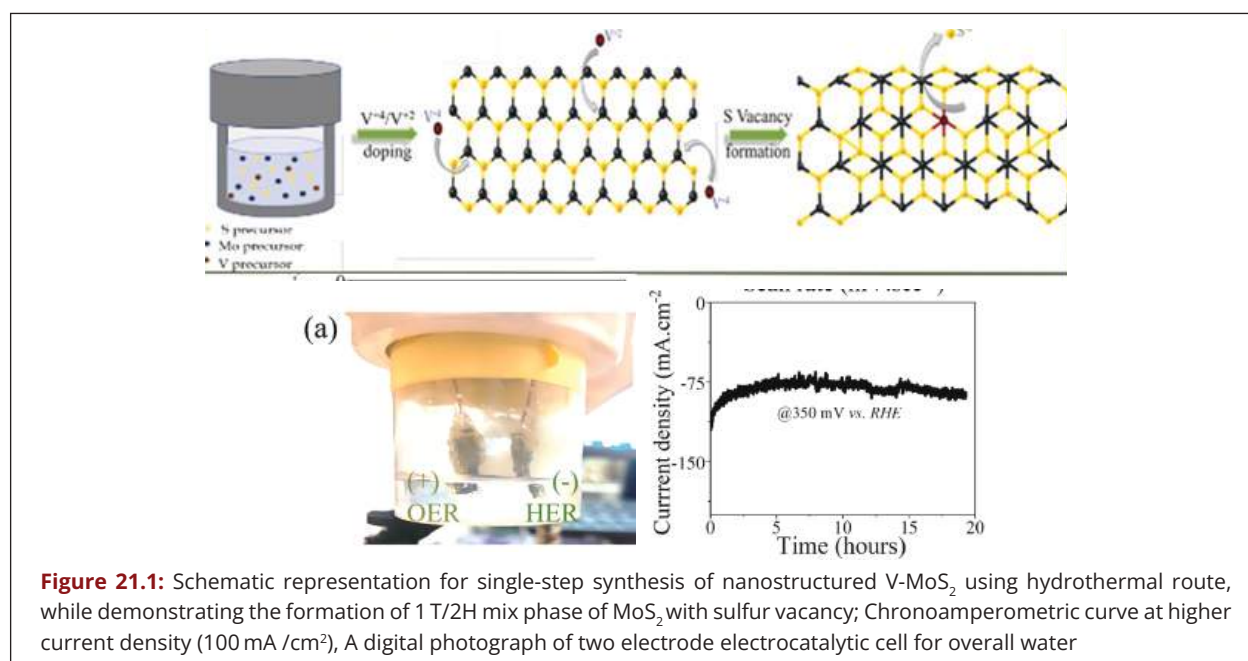 V⁺⁴/V⁺²
doping
S Vacancy
formation
S precursor
Mo precursor
V precursor
(a)
(+)
(-)
OER
HER
Currrent density (mA.cm⁻²)
0
-75
-150
@350 mV vs. RHE
0
5
10
15
20
Time (hours)
Figure 21.1: Schematic representation for single-step synthesis of nanostructured V-MoS₂ using hydrothermal route,
while demonstrating the formation of 1 T/2H mix phase of MoS₂ with sulfur vacancy; Chronoamperometric curve at higher
current density (100 mA /cm²), A digital photograph of two electrode electrocatalytic cell for overall water